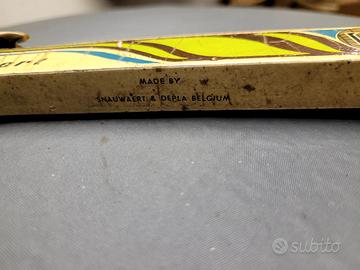 MADE BY
SNAUWAERT & DEPLA BELGIUM
subito